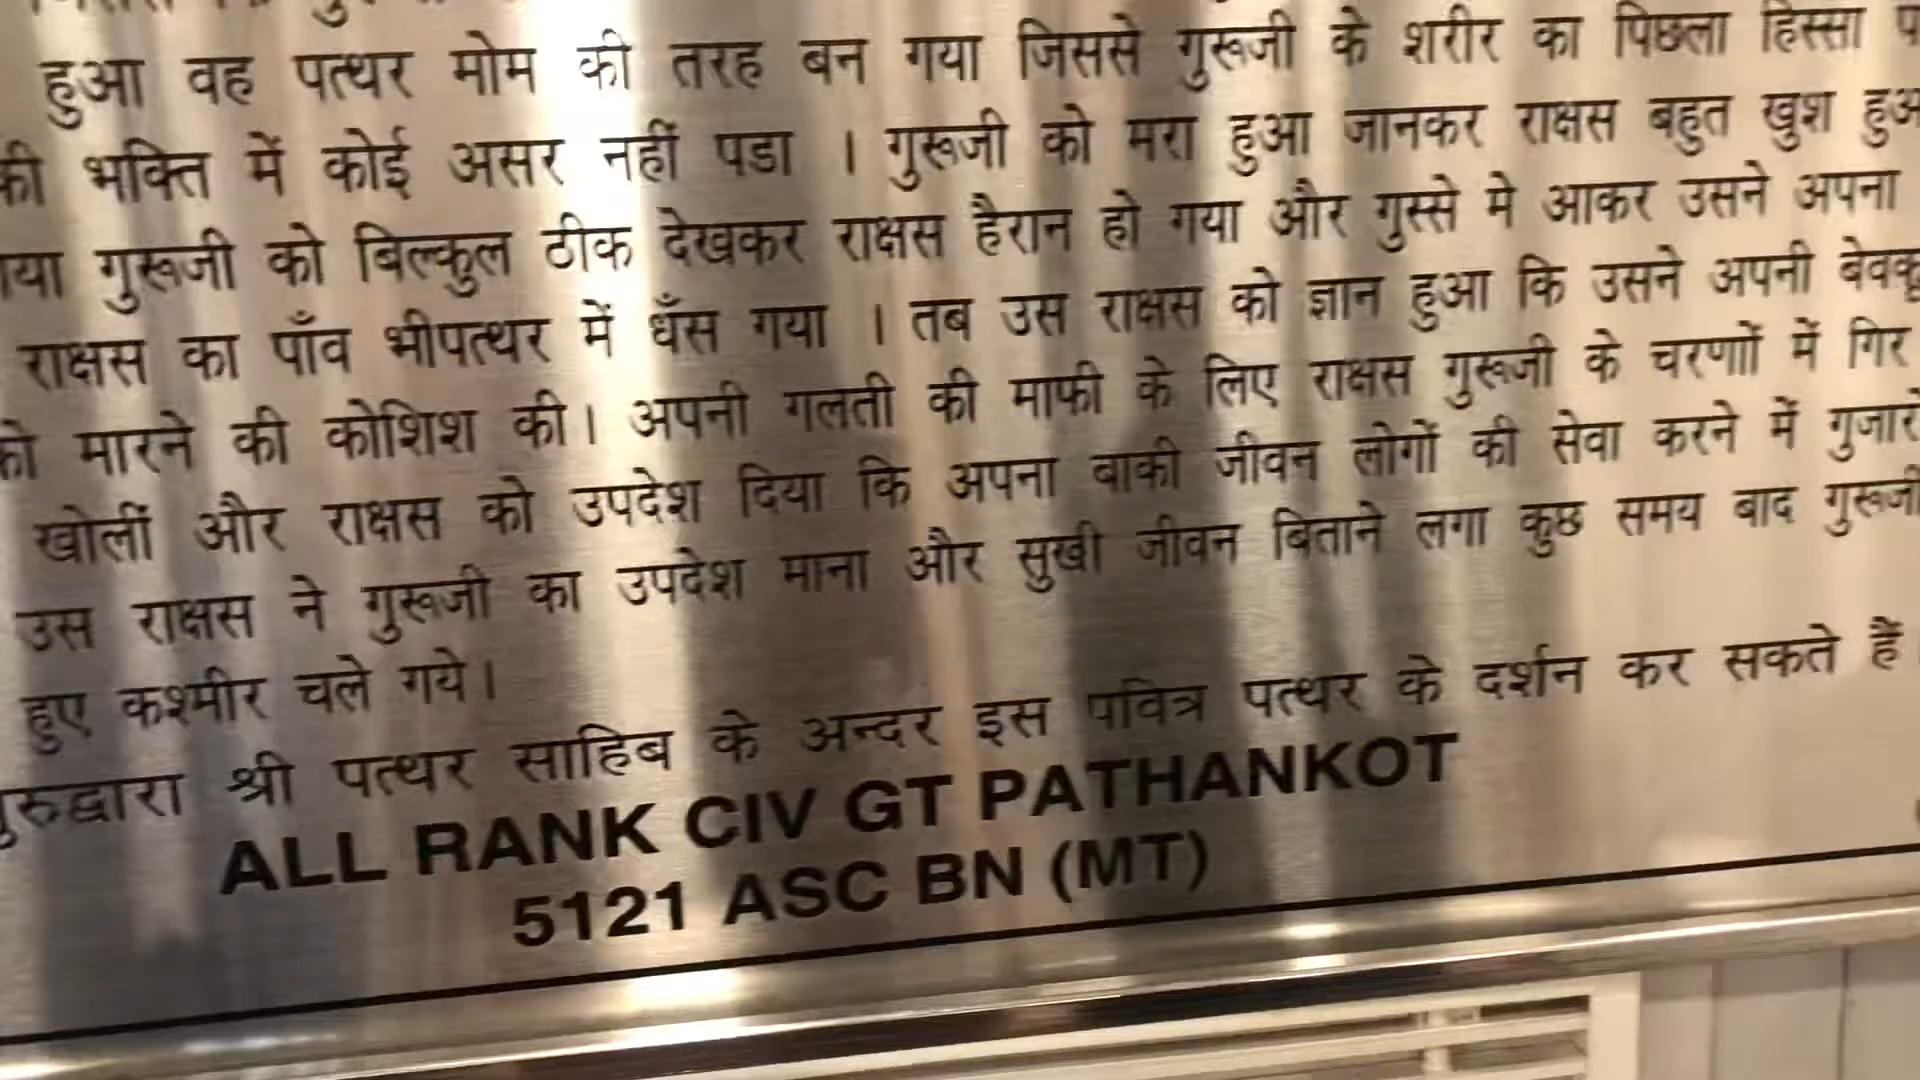 हुआ वह पत्थर मोम की तरह बन गया जिससे गुरूजी के शरीर का पिछला हिस्सा
की भक्ति में कोई असर नहीं पडा । गुरूजी को मरा हुआ जानकर राक्षस बहुत खुश
गुरूजी को बिल्कुल ठीक देखकर राक्षस हैरान हो गया और गुस्से मे आकर उसने अपना
राक्षस का पाँव भीपत्थर में धँस गया । तब उस राक्षस को ज्ञान हुआ कि उसने अपनी
मारने की कोशिश की। अपनी गलती की माफी के लिए राक्षस गुरूजी के चरणाों में गिर
खोलीं और राक्षस को उपदेश दिया कि अपना बाकी जीवन लोगों की सेवा करने में
उस राक्षस ने गुरूजी का उपदेश माना और सुखी जीवन बिताने लगा कुछ समय बाद गुरूजी
हुए कश्मीर चले गये।
गुरुद्वारा श्री पत्थर साहिब के अन्दर इस पवित्र पत्थर के दर्शन कर सकते हैं।
ALL RANK CIV GT PATHANKOT
5121 ASC BN (MT)